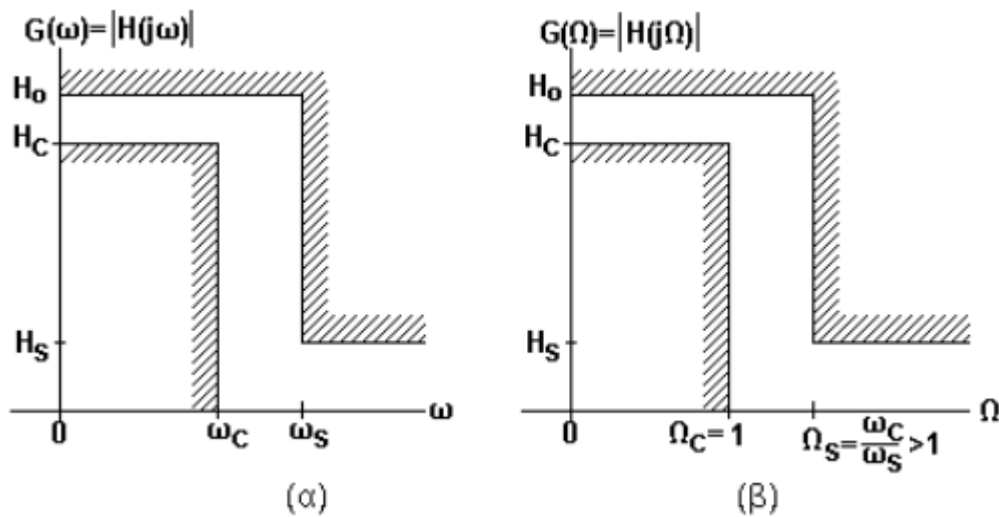 G(ω)=|H(jω)|
H₀
H_C
H_S
0
ω_C
ω_S
ω
(α)
G(Ω)=|H(jΩ)|
H₀
H_C
H_S
0
Ω_C=1
Ω_S=ω_C/ω_S>1
Ω
(β)